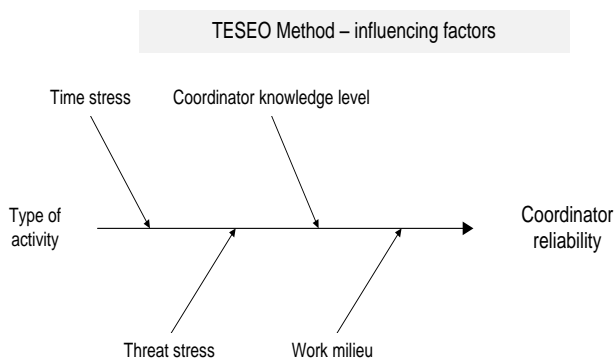 TESEO Method – influencing factors
Time stress
Coordinator knowledge level
Type of
activity
Coordinator
reliability
Threat stress
Work milieu